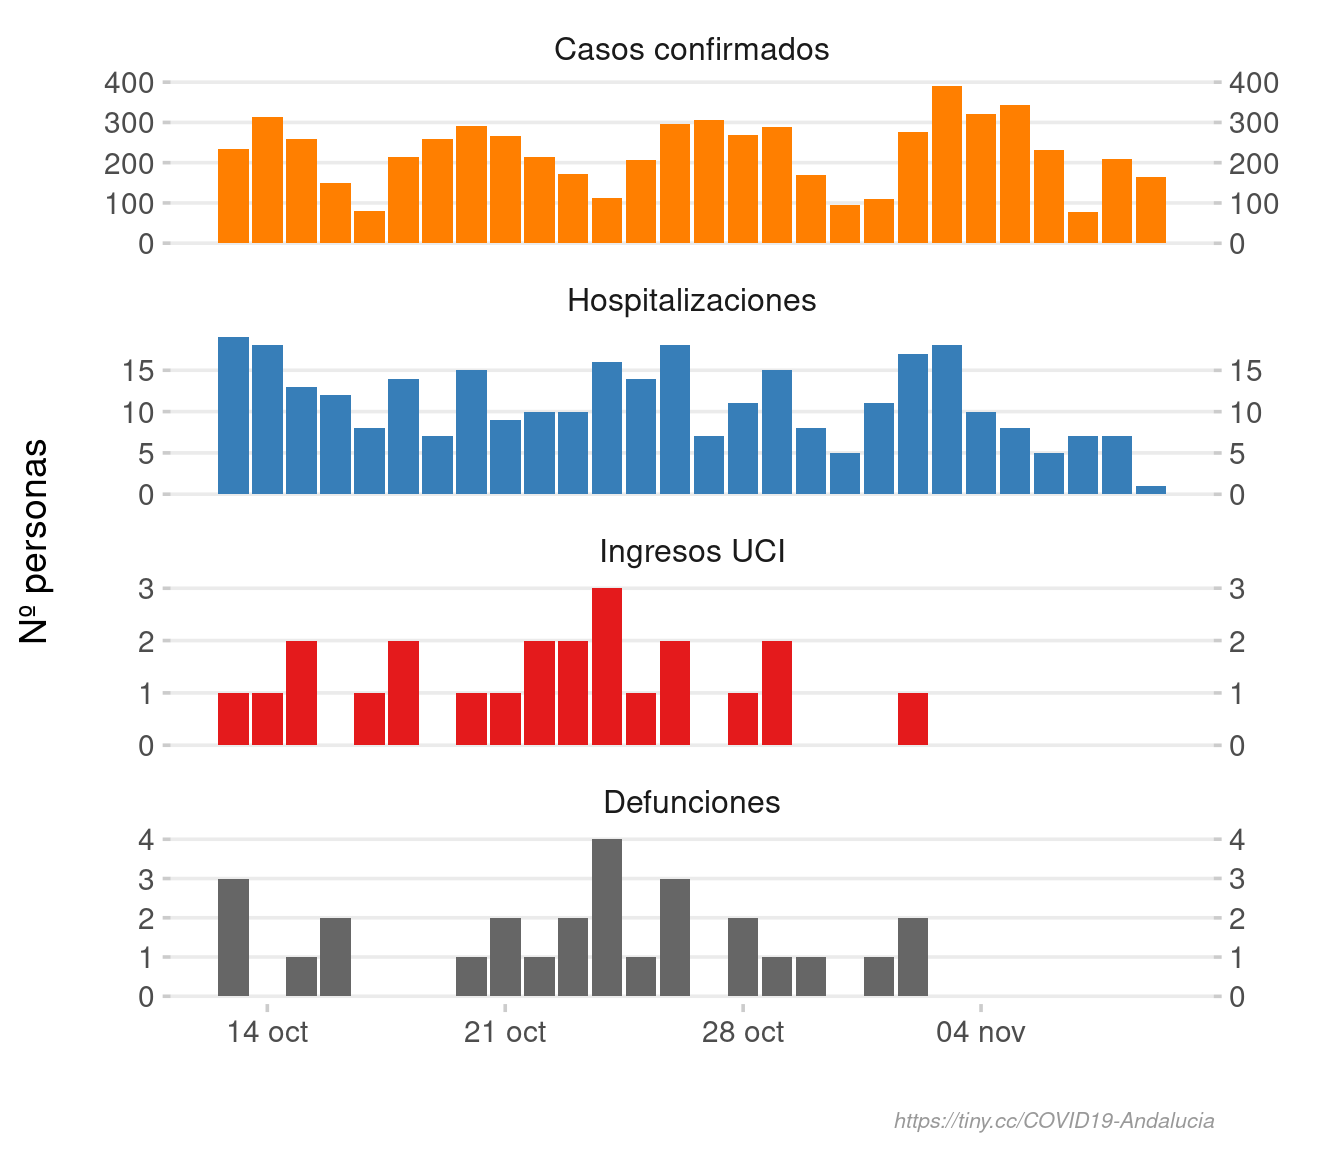 Casos confirmados
400 400
300 300
200 200
100 100
0 0
Hospitalizaciones
15 15
10 10
5 5
0 0
Nº personas
Ingresos UCI
3 3
2 2
1 1
0 0
Defunciones
4 4
3 3
2 2
1 1
0 0
14 oct 21 oct 28 oct 04 nov
https://tiny.cc/COVID19-Andalucia